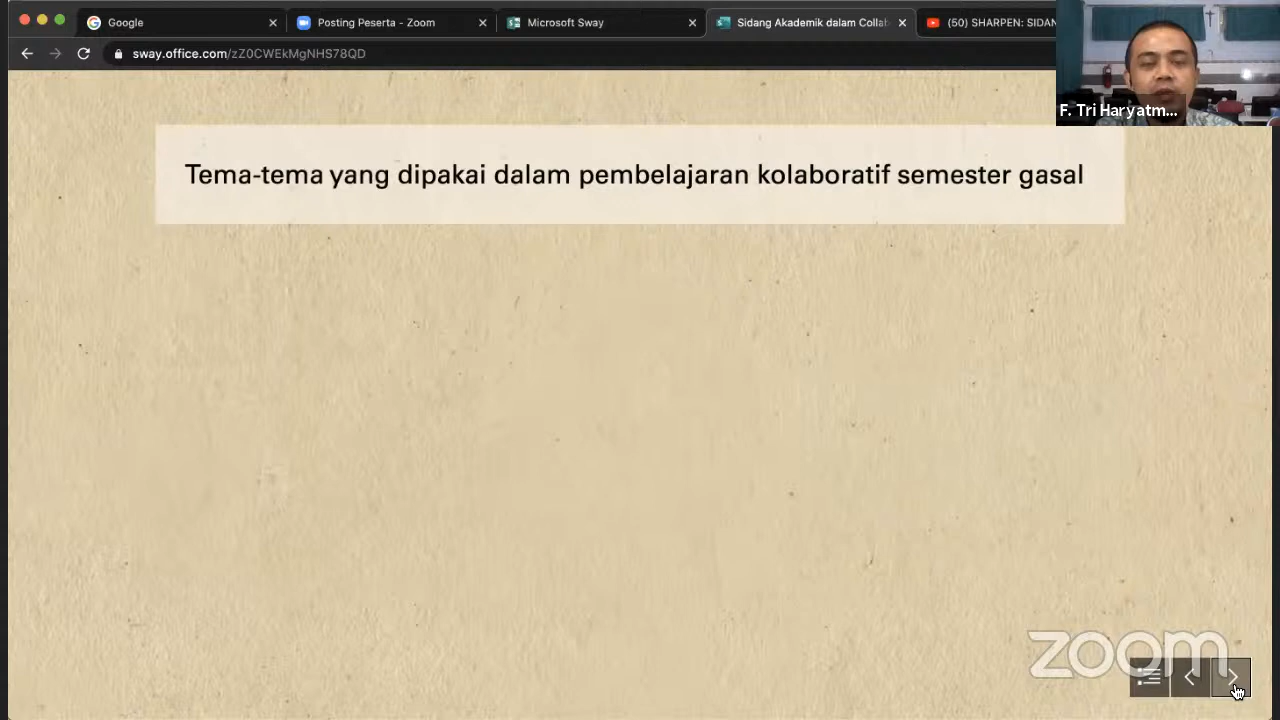 Google
Posting Peserta - Zoom
Microsoft Sway
Sidang Akademik dalam Collab
(50) SHARPEN: SIDAN
sway.office.com/zZ0CWEkMgNHS78QD
F. Tri Haryatm...
Tema-tema yang dipakai dalam pembelajaran kolaboratif semester gasal
zoom